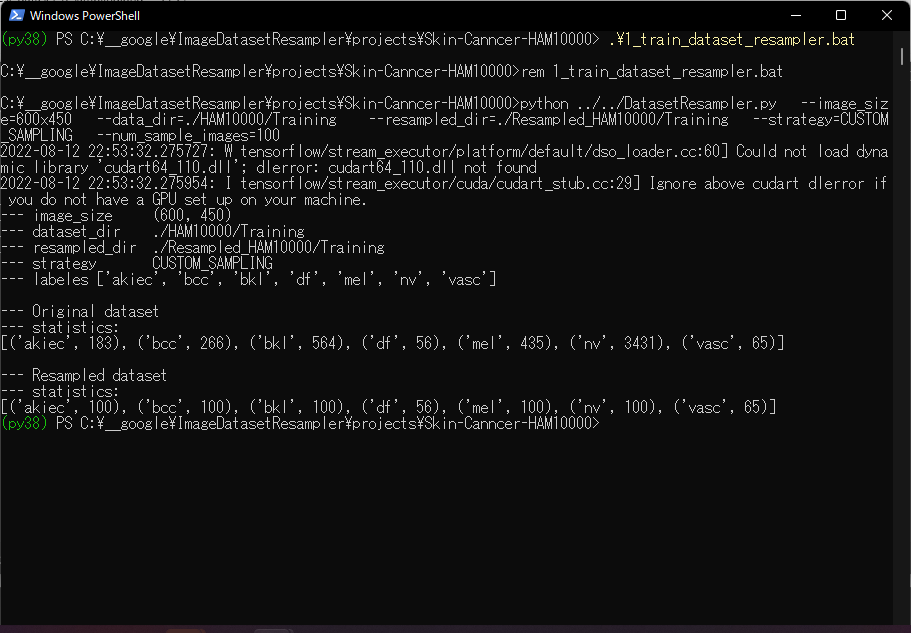 Windows PowerShell
(py38) PS C:¥__google¥ImageDatasetResampler¥projects¥Skin-Canncer-HAM10000> .¥1_train_dataset_resampler.bat
C:¥__google¥ImageDatasetResampler¥projects¥Skin-Canncer-HAM10000>rem 1_train_dataset_resampler.bat
C:¥__google¥ImageDatasetResampler¥projects¥Skin-Canncer-HAM10000>python ../../DatasetResampler.py   --image_siz
e=600x450   --data_dir=./HAM10000/Training    --resampled_dir=./Resampled_HAM10000/Training   --strategy=CUSTOM
_SAMPLING   --num_sample_images=100
2022-08-12 22:53:32.275727: W tensorflow/stream_executor/platform/default/dso_loader.cc:60] Could not load dyna
mic library 'cudart64_110.dll'; dlerror: cudart64_110.dll not found
2022-08-12 22:53:32.275954: I tensorflow/stream_executor/cuda/cudart_stub.cc:29] Ignore above cudart dlerror if
 you do not have a GPU set up on your machine.
--- image_size     (600, 450)
--- dataset_dir    ./HAM10000/Training
--- resampled_dir  ./Resampled_HAM10000/Training
--- strategy       CUSTOM_SAMPLING
--- labeles ['akiec', 'bcc', 'bkl', 'df', 'mel', 'nv', 'vasc']
--- Original dataset
--- statistics:
[('akiec', 183), ('bcc', 266), ('bkl', 564), ('df', 56), ('mel', 435), ('nv', 3431), ('vasc', 65)]
--- Resampled dataset
--- statistics:
[('akiec', 100), ('bcc', 100), ('bkl', 100), ('df', 56), ('mel', 100), ('nv', 100), ('vasc', 65)]
(py38) PS C:¥__google¥ImageDatasetResampler¥projects¥Skin-Canncer-HAM10000>